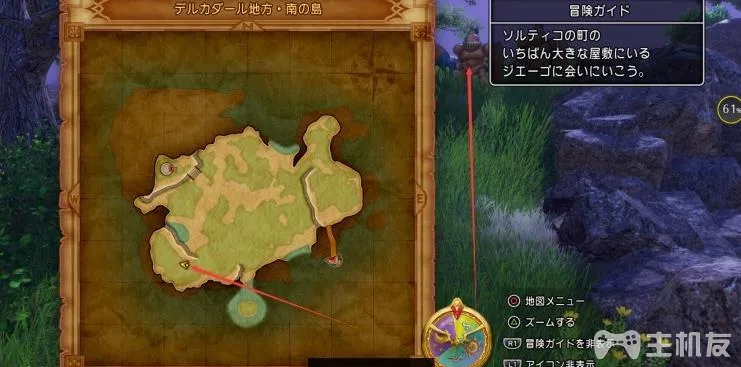 デルカダール地方・南の島
N
W
E
冒険ガイド
ソルティコの町の
いちばん大きな屋敷にいる
ジエーゴに会いにいこう。
61%
地図メニュー
ズームする
R1 冒険ガイドを非表示
L1 アイコン非表示
主机友